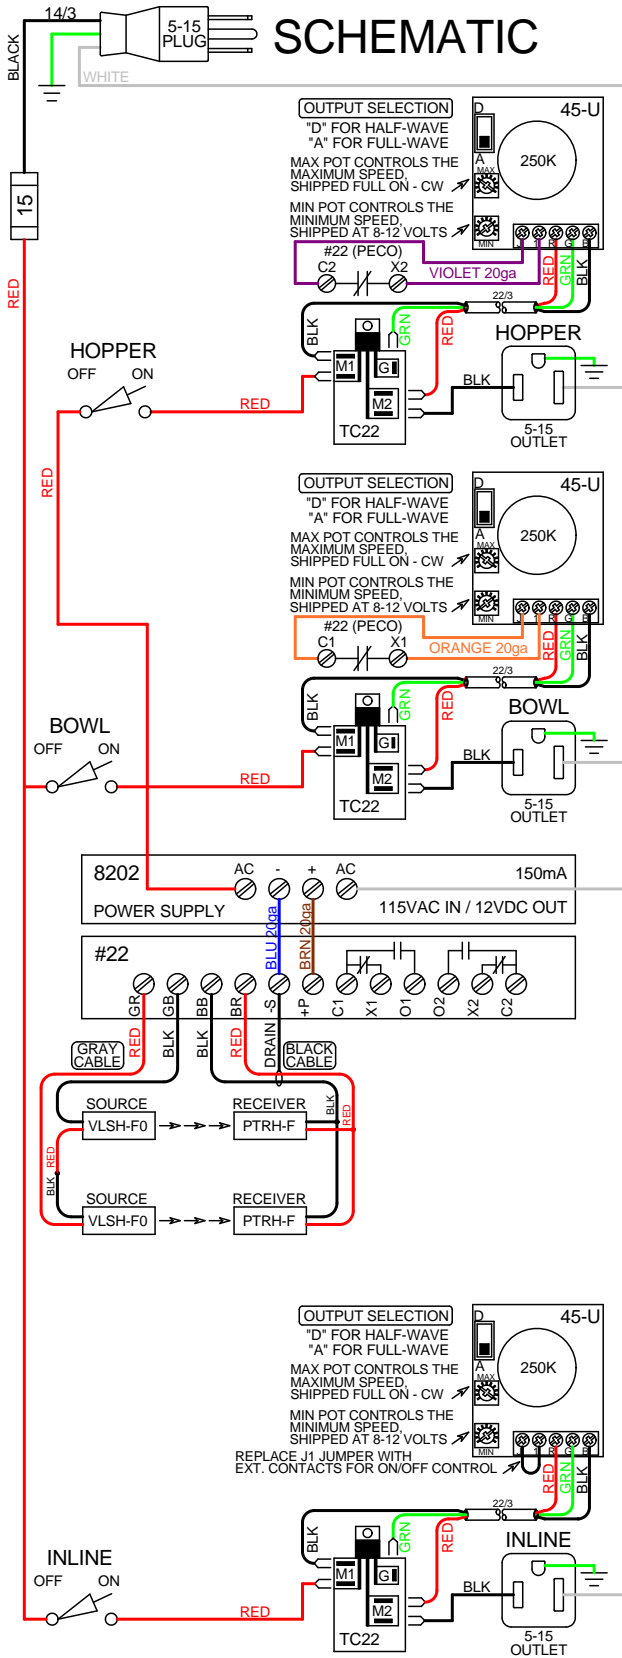 14/3
5-15
PLUG
SCHEMATIC
BLACK
WHITE
15
RED
OUTPUT SELECTION
"D" FOR HALF-WAVE
"A" FOR FULL-WAVE
MAX POT CONTROLS THE
MAXIMUM SPEED,
SHIPPED FULL ON - CW
MIN POT CONTROLS THE
MINIMUM SPEED,
SHIPPED AT 8-12 VOLTS
D
45-U
A
MAX
250K
MIN
J 1 R G B
#22 (PECO)
C2 X2
VIOLET 20ga
RED
GRN
BLK
22/3
BLK
GRN
RED
HOPPER
OFF ON
RED
M1
G
M2
TC22
BLK
HOPPER
5-15
OUTLET
RED
OUTPUT SELECTION
"D" FOR HALF-WAVE
"A" FOR FULL-WAVE
MAX POT CONTROLS THE
MAXIMUM SPEED,
SHIPPED FULL ON - CW
MIN POT CONTROLS THE
MINIMUM SPEED,
SHIPPED AT 8-12 VOLTS
D
45-U
A
MAX
250K
MIN
J 1 R G B
#22 (PECO)
C1 X1
ORANGE 20ga
RED
GRN
BLK
22/3
BLK
GRN
RED
BOWL
OFF ON
RED
M1
G
M2
TC22
BLK
BOWL
5-15
OUTLET
8202
AC - + AC
150mA
POWER SUPPLY
115VAC IN / 12VDC OUT
BLU 20ga
BRN 20ga
#22
GR GB BB BR -S +P C1 X1 O1 O2 X2 C2
GRAY
CABLE
RED
BLK
BLK
RED
DRAIN
BLACK
CABLE
SOURCE
VLSH-F0
RECEIVER
PTRH-F
BLK
RED
RED
BLK
SOURCE
VLSH-F0
RECEIVER
PTRH-F
OUTPUT SELECTION
"D" FOR HALF-WAVE
"A" FOR FULL-WAVE
MAX POT CONTROLS THE
MAXIMUM SPEED,
SHIPPED FULL ON - CW
MIN POT CONTROLS THE
MINIMUM SPEED,
SHIPPED AT 8-12 VOLTS
REPLACE J1 JUMPER WITH
EXT. CONTACTS FOR ON/OFF CONTROL
D
45-U
A
MAX
250K
MIN
J 1 R G B
RED
GRN
BLK
22/3
BLK
GRN
RED
INLINE
OFF ON
RED
M1
G
M2
TC22
BLK
INLINE
5-15
OUTLET